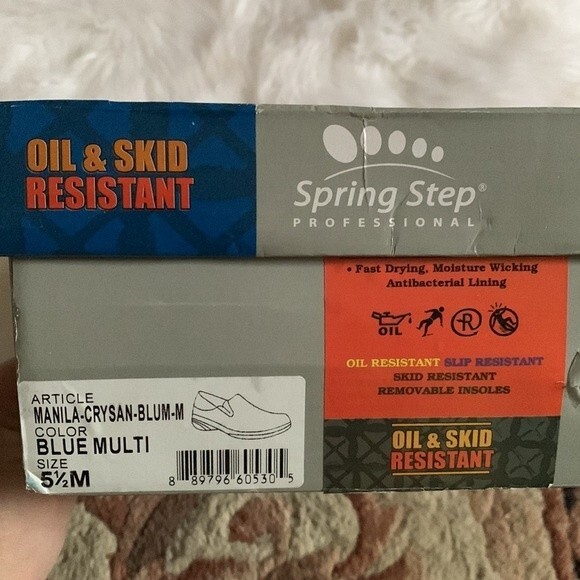 OIL & SKID
RESISTANT
Spring Step®
PROFESSIONAL
• Fast Drying, Moisture Wicking
Antibacterial Lining
OIL
R
OIL RESISTANT SLIP RESISTANT
SKID RESISTANT
REMOVABLE INSOLES
OIL & SKID
RESISTANT
ARTICLE
MANILA-CRYSAN-BLUM-M
COLOR
BLUE MULTI
SIZE
5½M
8 89796 60530 5